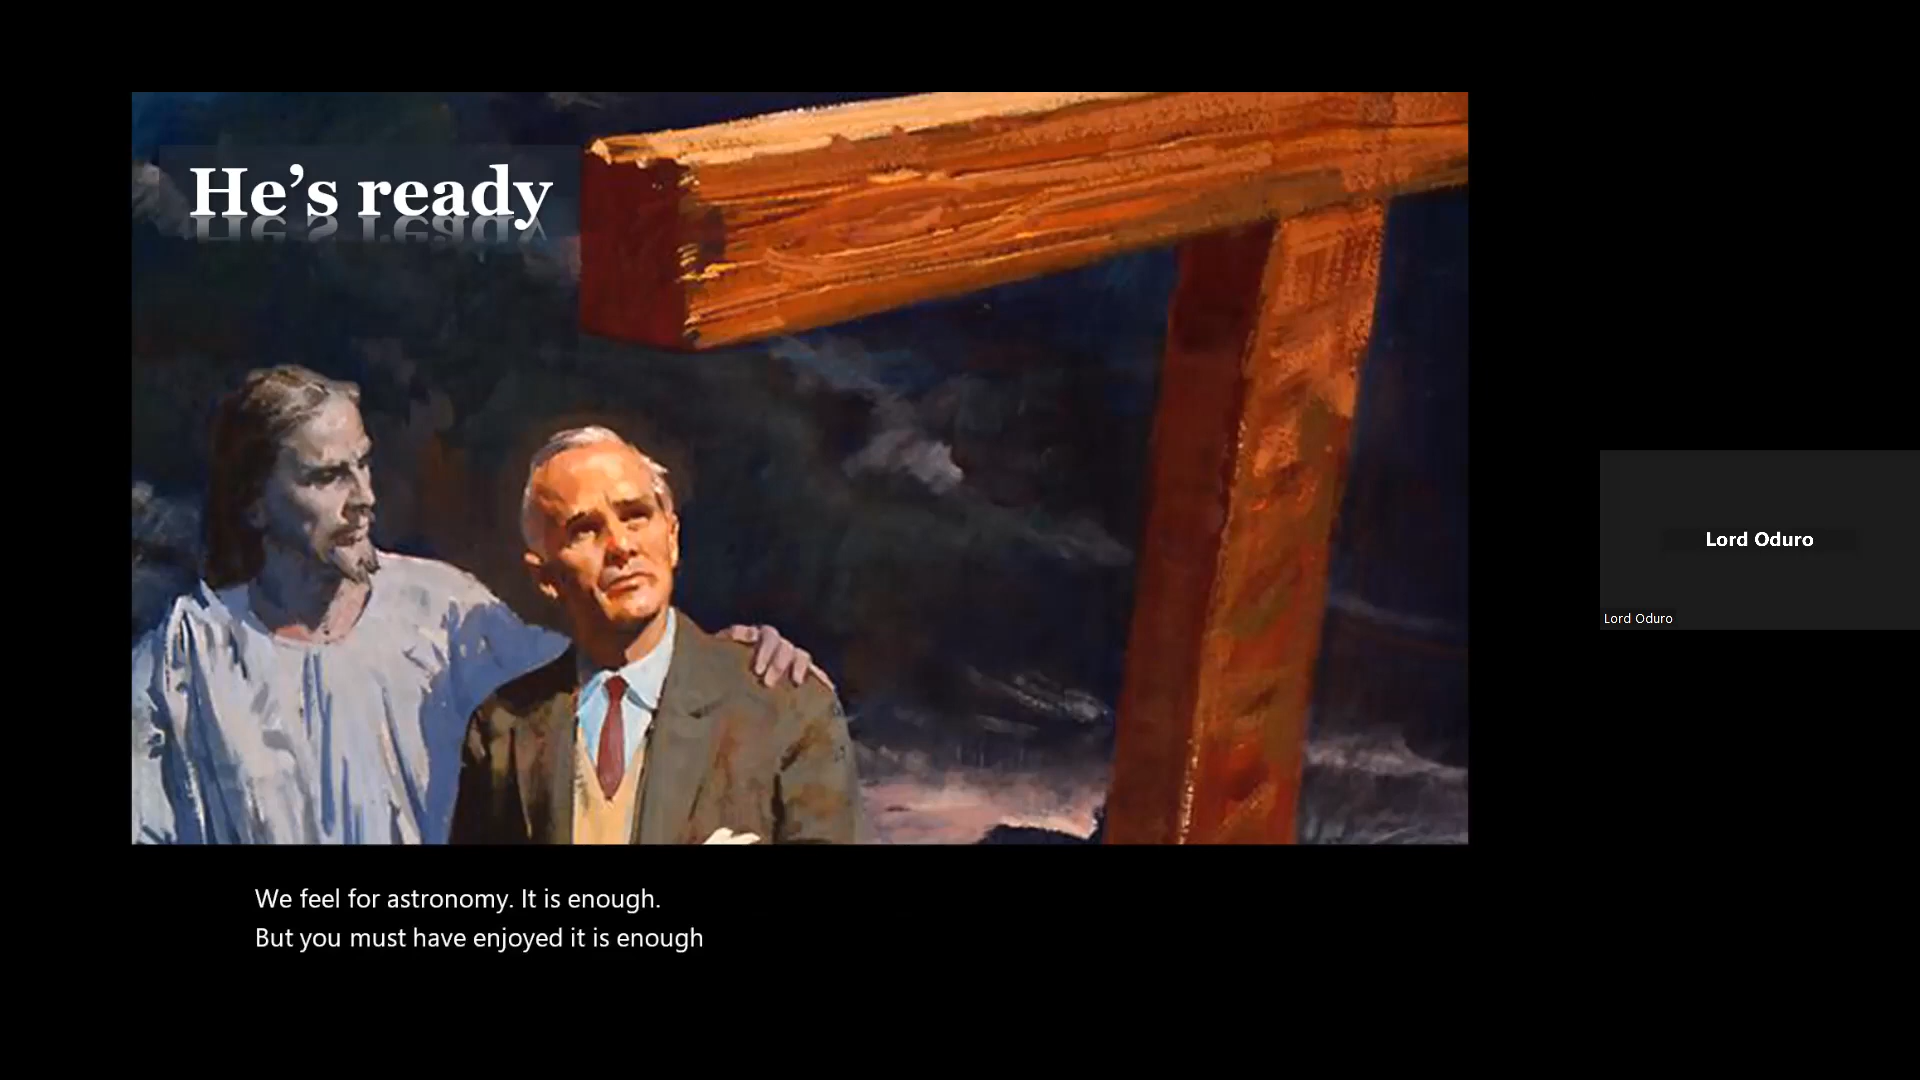 He’s ready
Lord Oduro
Lord Oduro
We feel for astronomy. It is enough.
But you must have enjoyed it is enough